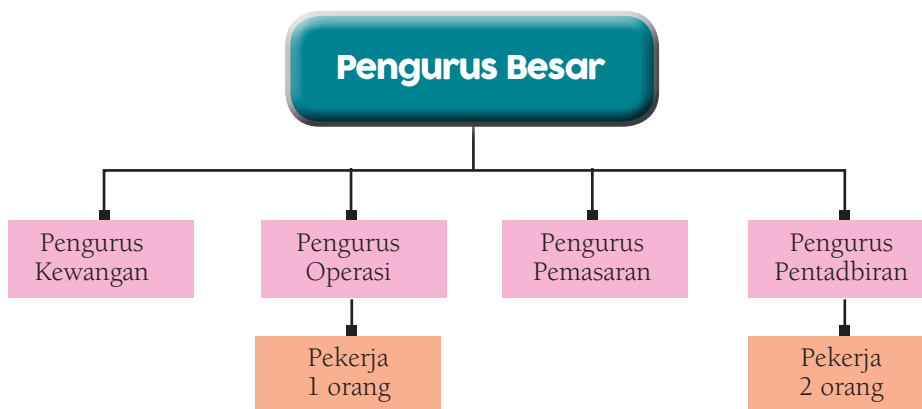 Pengurus Besar
Pengurus
Kewangan
Pengurus
Operasi
Pengurus
Pemasaran
Pengurus
Pentadbiran
Pekerja
1 orang
Pekerja
2 orang